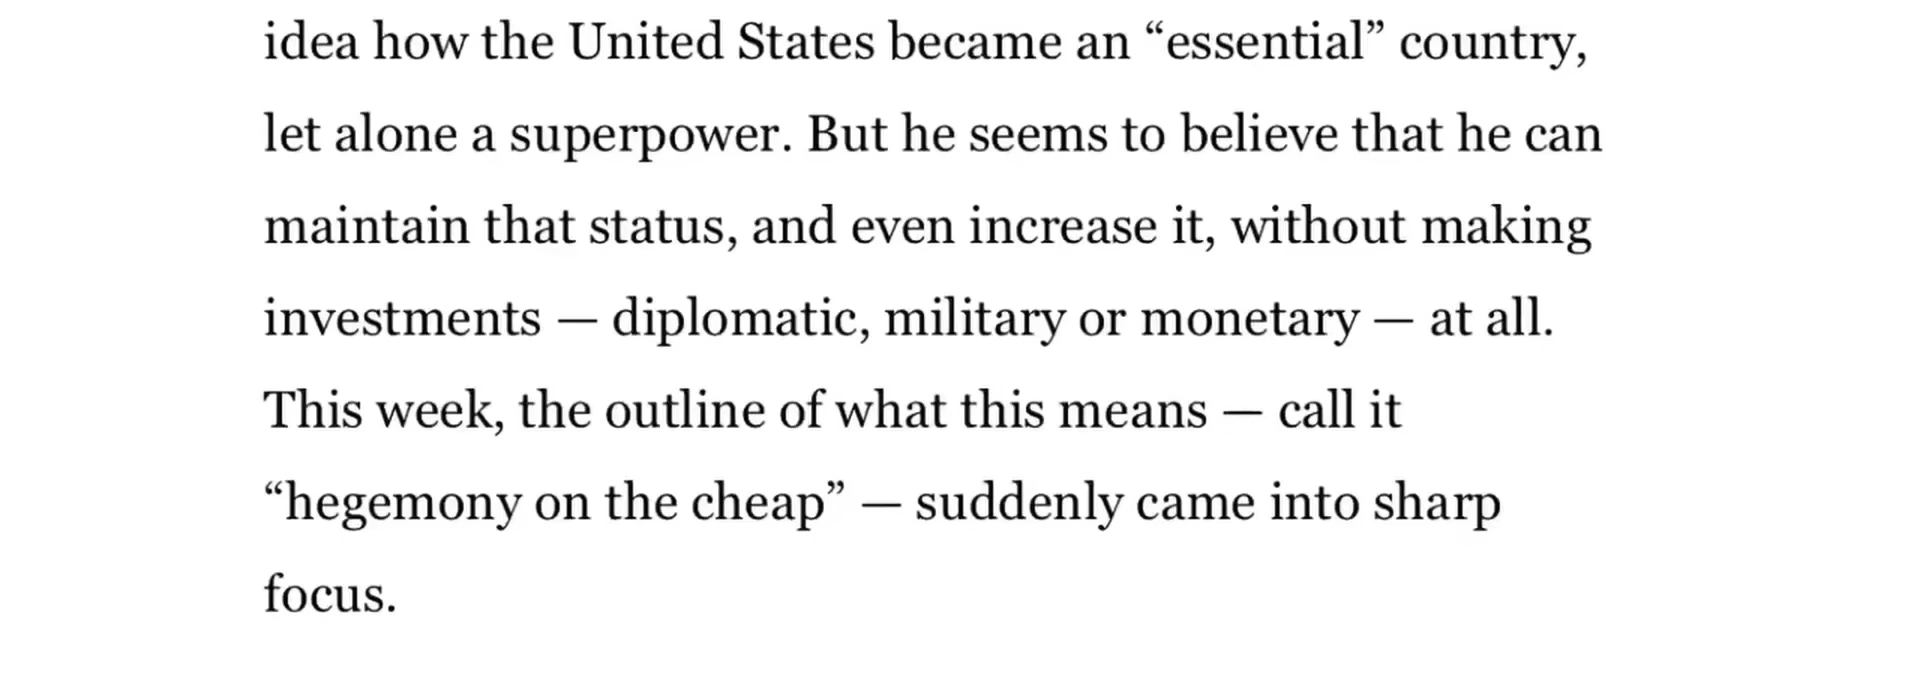 idea how the United States became an “essential” country,
let alone a superpower. But he seems to believe that he can
maintain that status, and even increase it, without making
investments — diplomatic, military or monetary — at all.
This week, the outline of what this means — call it
“hegemony on the cheap” — suddenly came into sharp
focus.